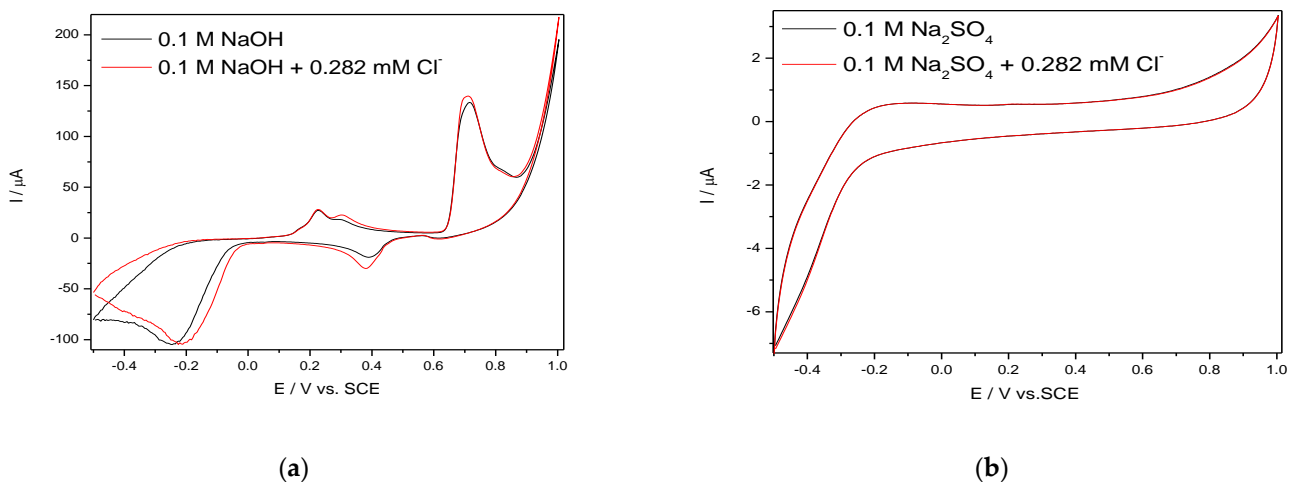 0.1 M NaOH
0.1 M NaOH + 0.282 mM Cl⁻
I / μA
200
150
100
50
0
-50
-100
-0.4 -0.2 0.0 0.2 0.4 0.6 0.8 1.0
E / V vs. SCE
(a)
0.1 M Na₂SO₄
0.1 M Na₂SO₄ + 0.282 mM Cl⁻
I / μA
2
0
-2
-4
-6
-0.4 -0.2 0.0 0.2 0.4 0.6 0.8 1.0
E / V vs.SCE
(b)